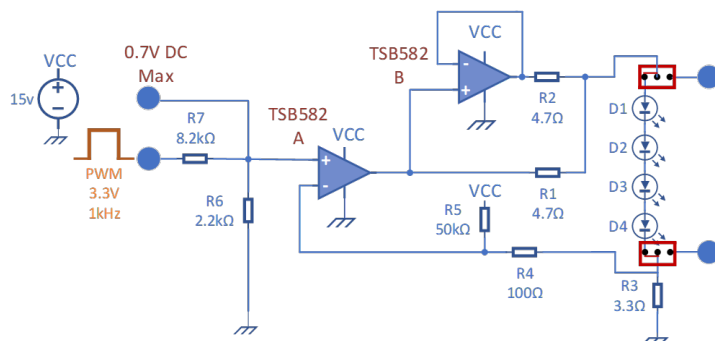 VCC
15v
0.7V DC
Max
R7
8.2kΩ
PWM
3.3V
1kHz
R6
2.2kΩ
TSB582
A
VCC
+
-
TSB582
B
VCC
-
+
R2
4.7Ω
R1
4.7Ω
VCC
R5
50kΩ
R4
100Ω
D1
D2
D3
D4
R3
3.3Ω